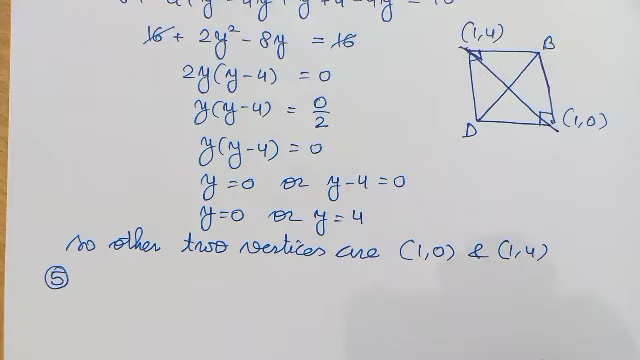 16 + 2y² - 8y = 16
2y(y-4) = 0
y(y-4) = 0/2
y(y-4) = 0
y = 0 or y-4 = 0
y = 0 or y = 4
(1,4)
B
D
(1,0)
so other two vertices are (1,0) & (1,4)
5